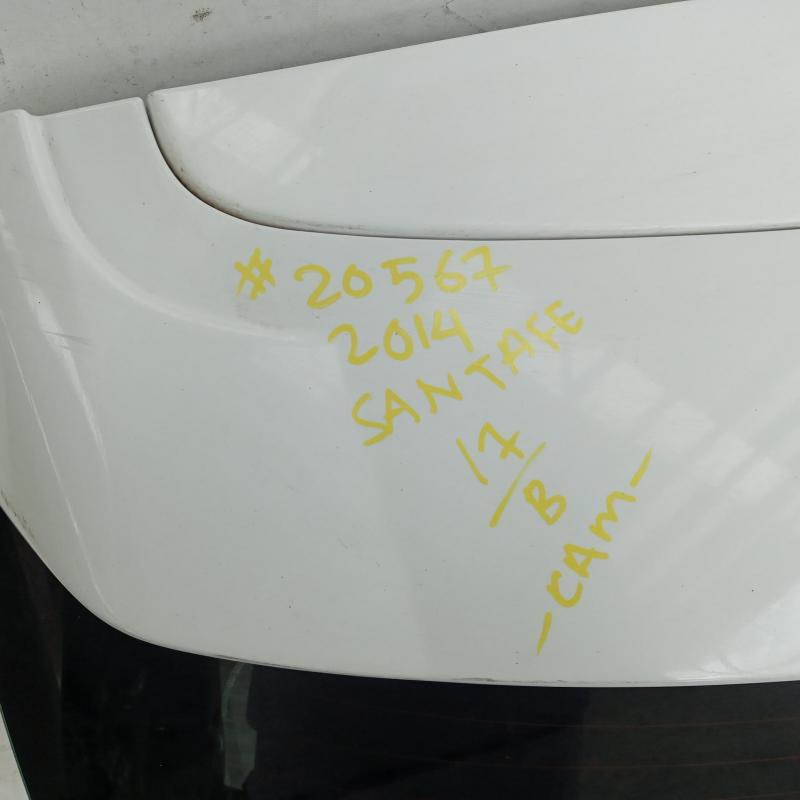 # 20567
2014
SANTAFE
17/B
-CAM-